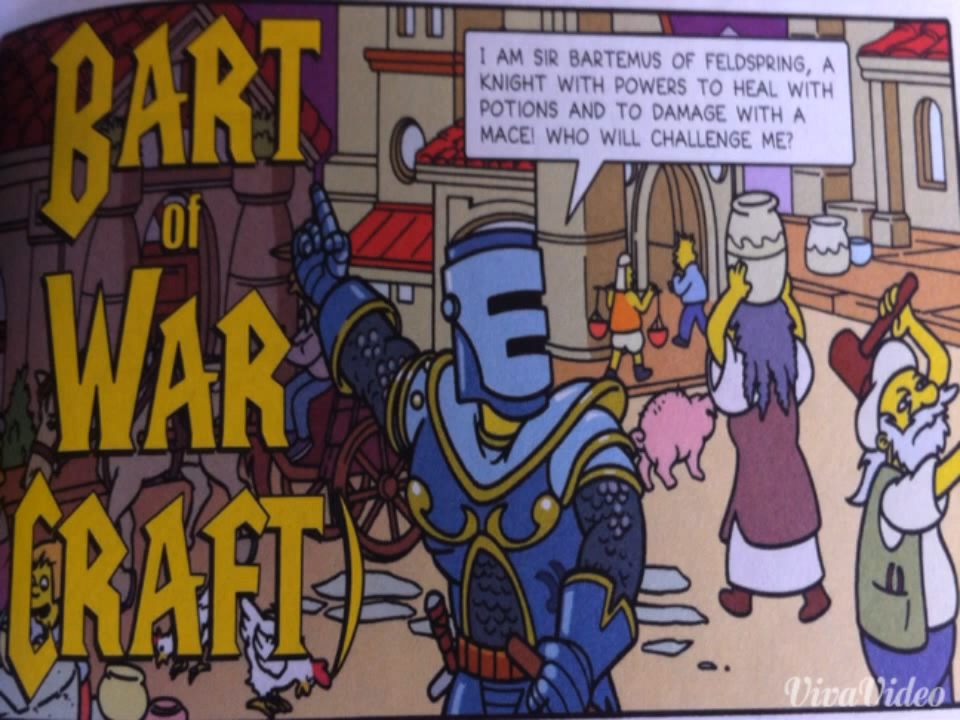 BART
of
WAR
CRAFT)
I AM SIR BARTEMUS OF FELDSPRING, A
KNIGHT WITH POWERS TO HEAL WITH
POTIONS AND TO DAMAGE WITH A
MACE! WHO WILL CHALLENGE ME?
VivaVideo